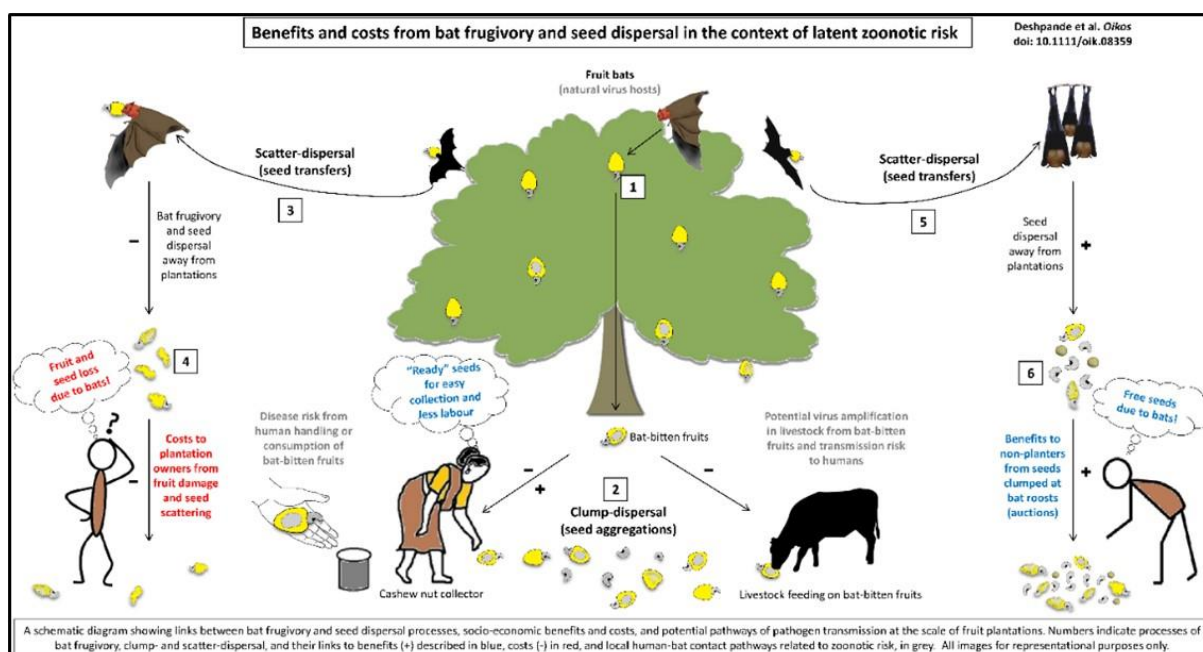 Benefits and costs from bat frugivory and seed dispersal in the context of latent zoonotic risk
Deshpande et al. Oikos
doi: 10.1111/oik.08359
Fruit bats
(natural virus hosts)
Scatter-dispersal
(seed transfers)
3
1
Scatter-dispersal
(seed transfers)
5
−
Bat frugivory
and seed
dispersal
away from
plantations
Seed
dispersal
away from
plantations
+
4
Fruit and
seed loss
due to bats!
?
−
Costs to
plantation
owners from
fruit damage
and seed
scattering
Disease risk from
human handling or
consumption of
bat-bitten fruits
"Ready" seeds
for easy
collection and
less labour
Bat-bitten fruits
−
+
−
2
Clump-dispersal
(seed aggregations)
Potential virus amplification
in livestock from bat-bitten
fruits and transmission risk
to humans
6
Free seeds
due to bats!
Benefits to
non-planters
from seeds
clumped at
bat roosts
(auctions)
+
Cashew nut collector
Livestock feeding on bat-bitten fruits
A schematic diagram showing links between bat frugivory and seed dispersal processes, socio-economic benefits and costs, and potential pathways of pathogen transmission at the scale of fruit plantations. Numbers indicate processes of
bat frugivory, clump- and scatter-dispersal, and their links to benefits (+) described in blue, costs (-) in red, and local human-bat contact pathways related to zoonotic risk, in grey. All images for representational purposes only.